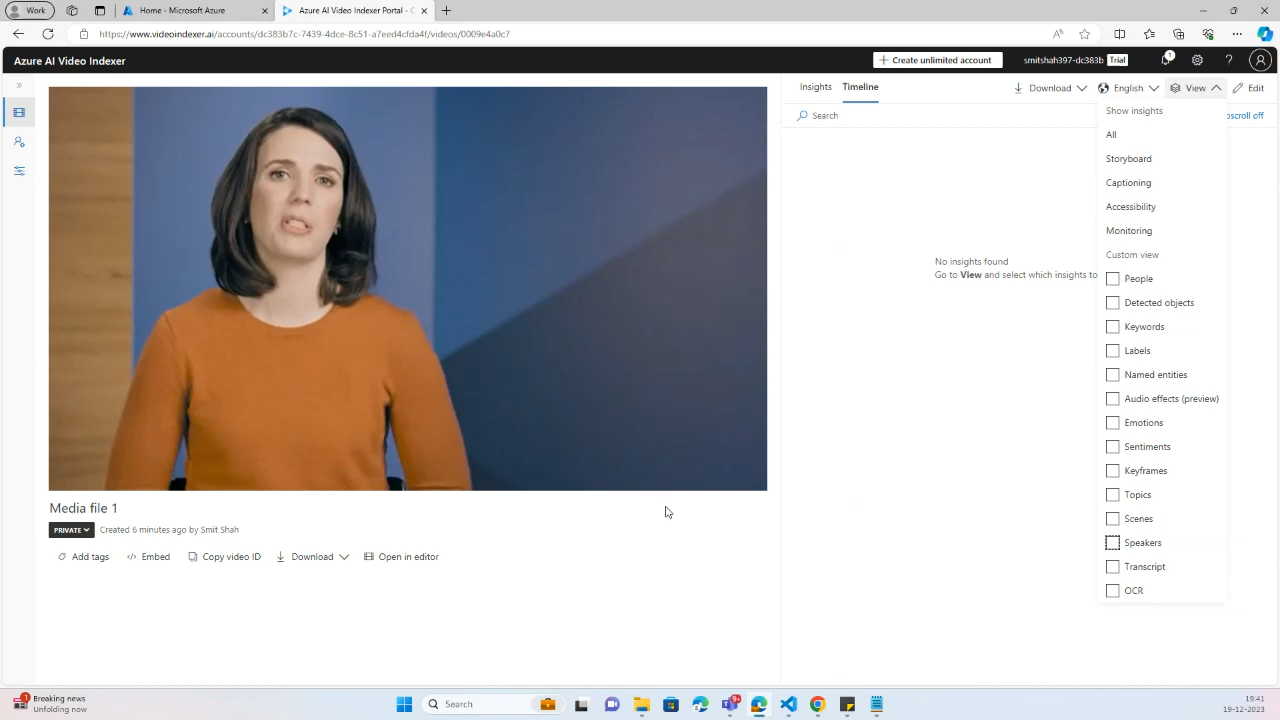 Work
Home - Microsoft Azure
Azure AI Video Indexer Portal - C
https://www.videoindexer.ai/accounts/dc383b7c-7439-4dce-8c51-a7eed4cfda4f/videos/0009e4a0c7
Azure AI Video Indexer
Create unlimited account
smitshah397-dc383b Trial
1
Insights
Timeline
Download
English
View
Edit
Search
oscroll off
Show insights
All
Storyboard
Captioning
Accessibility
Monitoring
Custom view
People
Detected objects
Keywords
Labels
Named entities
Audio effects (preview)
Emotions
Sentiments
Keyframes
Topics
Scenes
Speakers
Transcript
OCR
No insights found
Go to View and select which insights to
Media file 1
PRIVATE Created 6 minutes ago by Smit Shah
Add tags
</> Embed
Copy video ID
Download
Open in editor
1
Breaking news
Unfolding now
Search
9+
19:41
19-12-2023